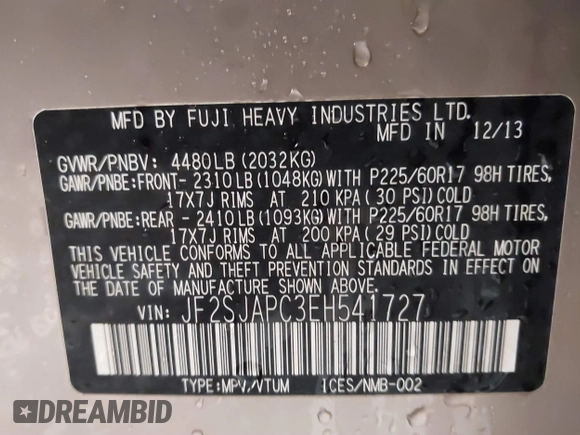 MFD BY FUJI HEAVY INDUSTRIES LTD.
MFD IN 12/13
GVWR/PNBV: 4480LB (2032KG)
GAWR/PNBE:FRONT- 2310LB (1048KG) WITH P225/60R17 98H TIRES,
17X7J RIMS AT 210 KPA (30 PSI) COLD
GAWR/PNBE:REAR - 2410LB (1093KG) WITH P225/60R17 98H TIRES,
17X7J RIMS AT 200 KPA (29 PSI) COLD
THIS VEHICLE CONFORMS TO ALL APPLICABLE FEDERAL MOTOR
VEHICLE SAFETY AND THEFT PREVENTION STANDARDS IN EFFECT ON THE
DATE OF MANUFACTURE SHOWN ABOVE.
VIN: JF2SJAPC3EH541727
TYPE:MPV/VTUM ICES/NMB-002
DREAMBID